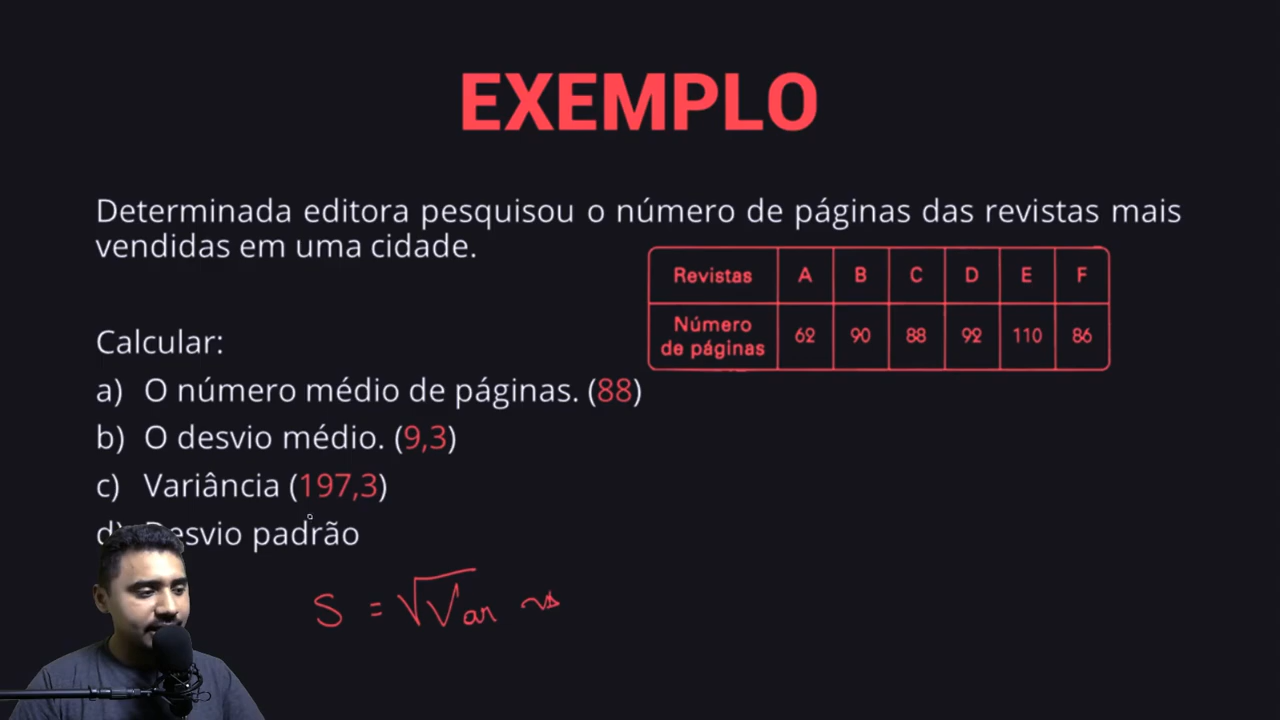 EXEMPLO
Determinada editora pesquisou o número de páginas das revistas mais
vendidas em uma cidade.
Revistas A B C D E F
Número de páginas 62 90 88 92 110 86
Calcular:
a) O número médio de páginas. (88)
b) O desvio médio. (9,3)
c) Variância (197,3)
d) Desvio padrão
S = √Var